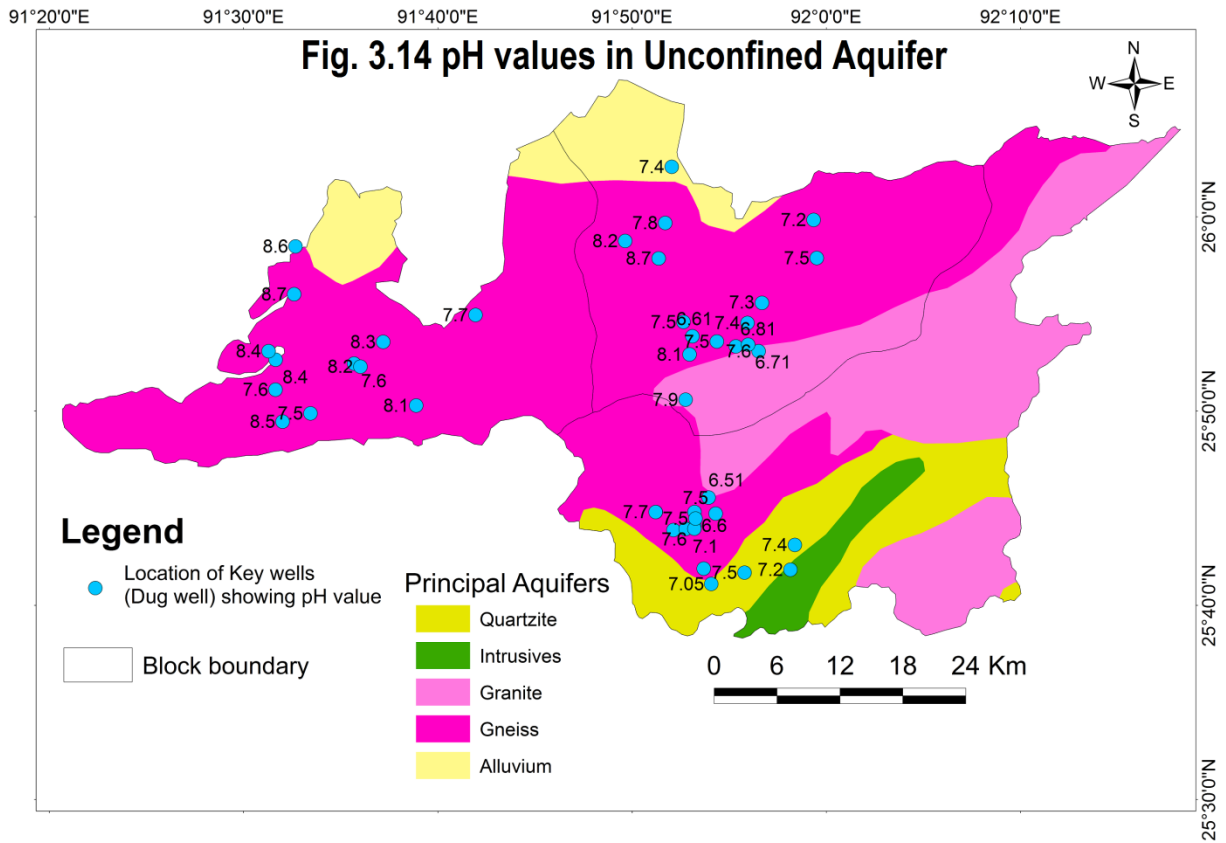 91°20'0"E 91°30'0"E 91°40'0"E 91°50'0"E 92°0'0"E 92°10'0"E
Fig. 3.14 pH values in Unconfined Aquifer
N
W E
S
7.4
7.8
7.2
8.2
8.6
8.7
7.5
26°0'0"N
8.7
7.3
7.7
7.5
6.61
7.4
6.81
8.3
7.5
7.6
8.4
8.1
6.71
8.2
8.4
7.6
7.6
7.9
8.1
7.5
8.5
25°50'0"N
6.51
7.5
7.7
7.5
6.6
7.6
7.1
7.4
7.5
7.2
7.05
25°40'0"N
Legend
Location of Key wells
(Dug well) showing pH value
Block boundary
Principal Aquifers
Quartzite
Intrusives
Granite
Gneiss
Alluvium
0 6 12 18 24 Km
25°30'0"N